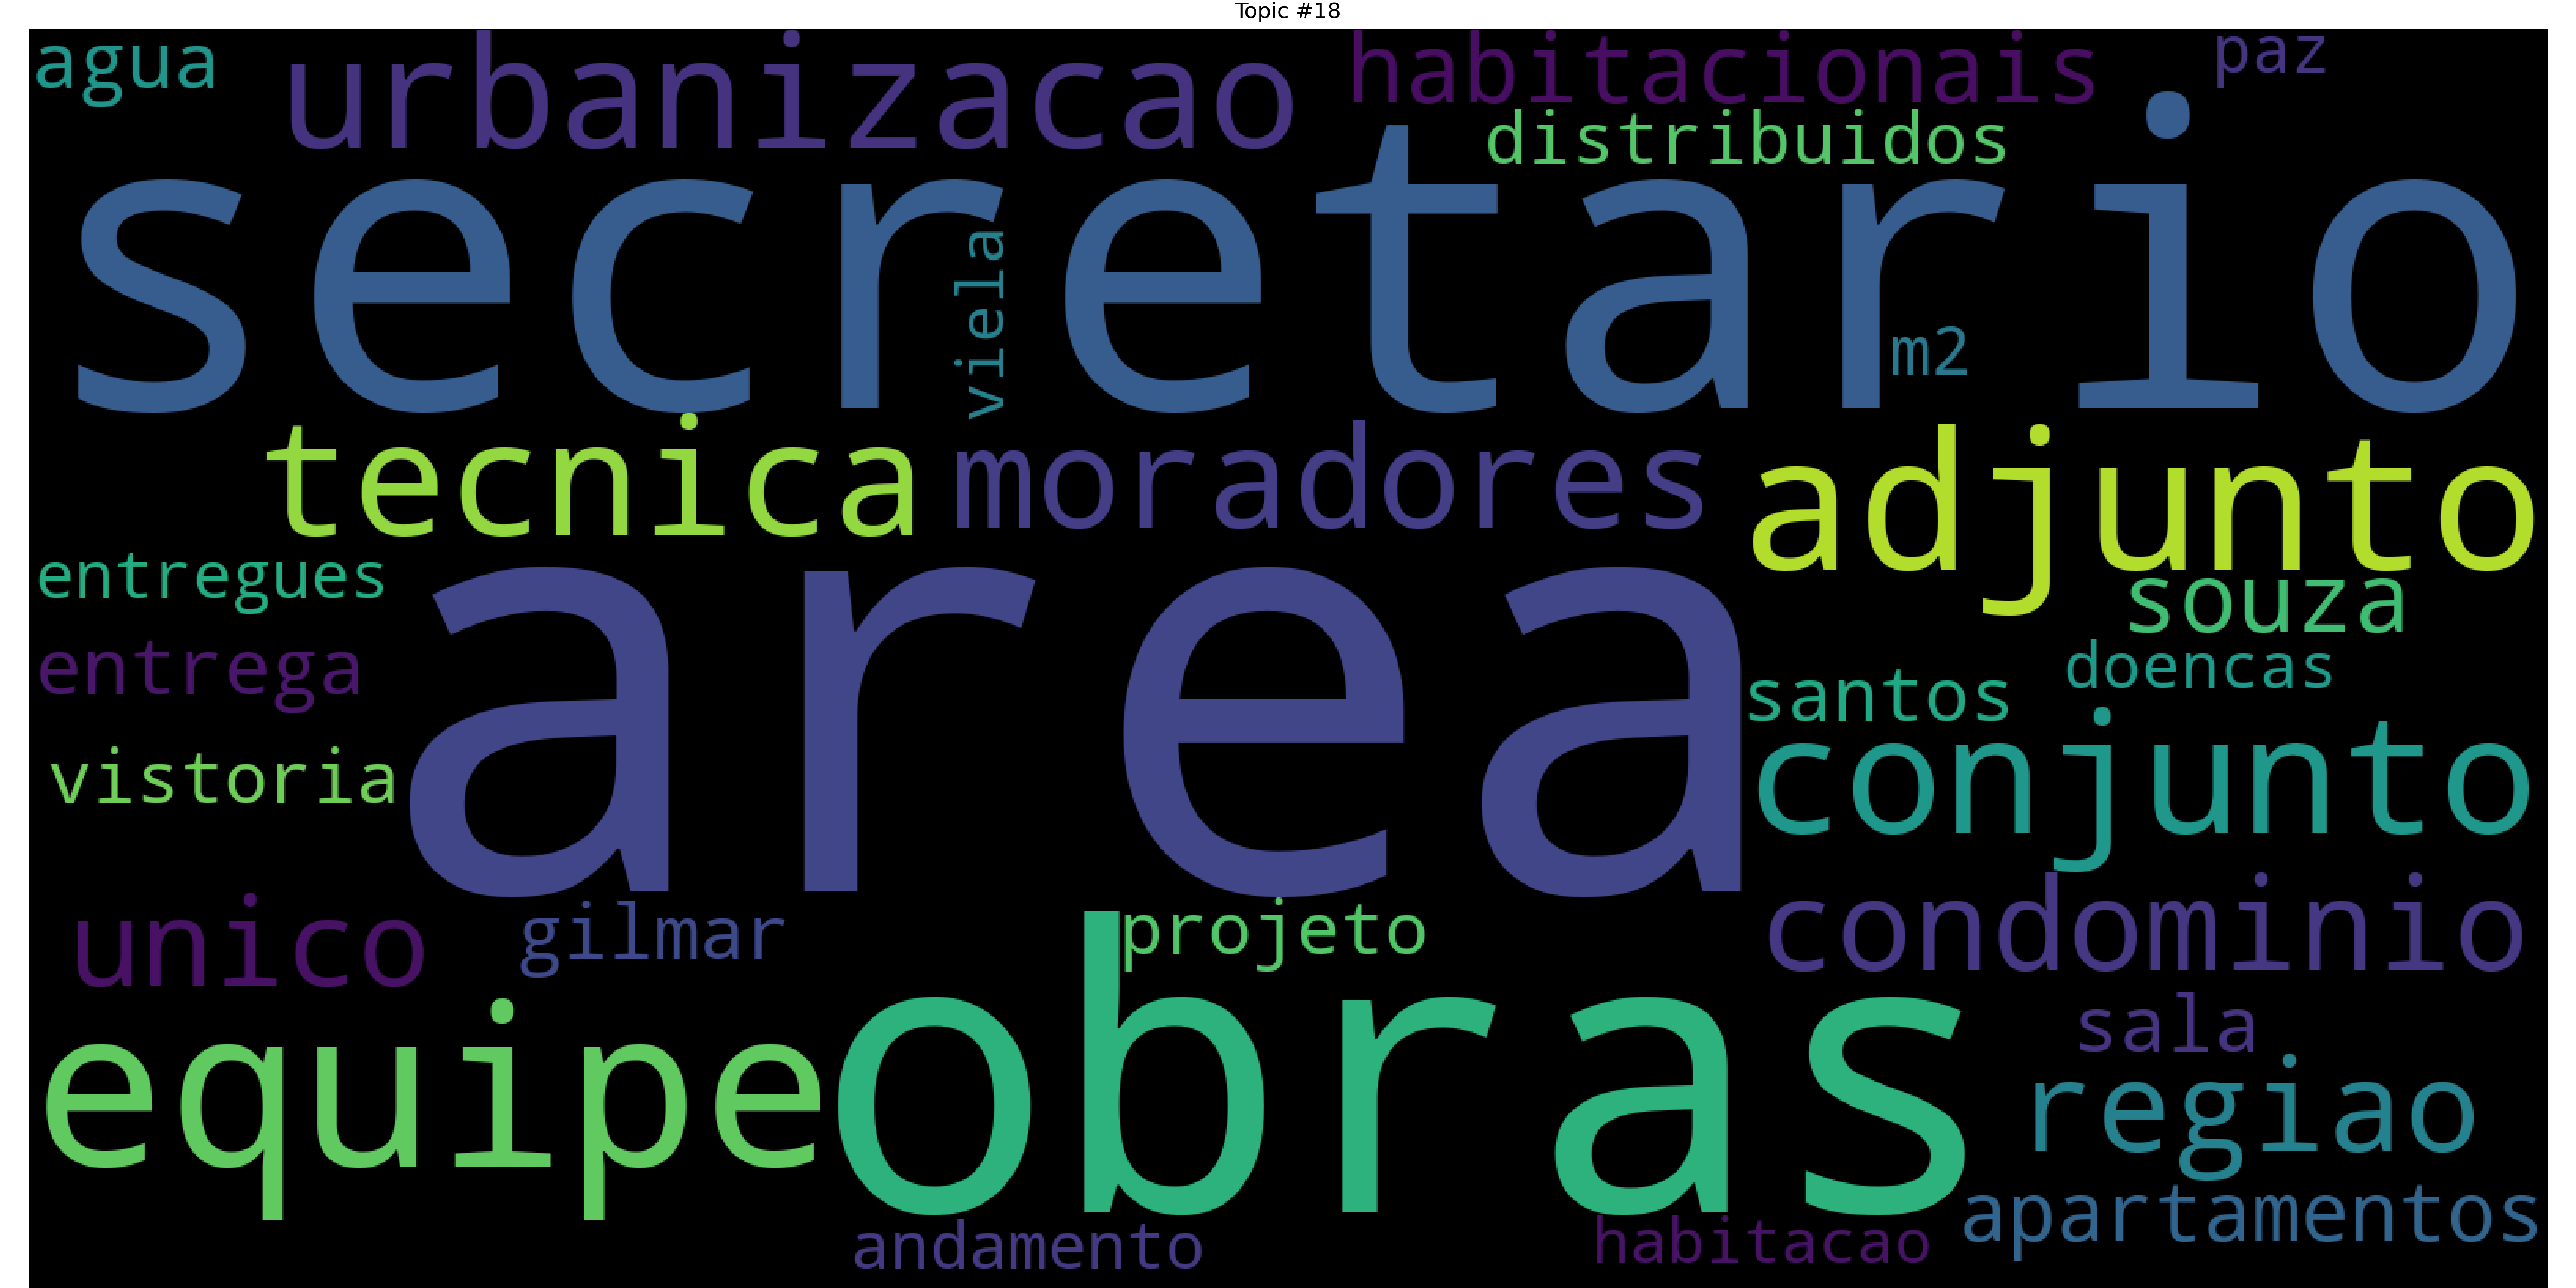 Topic #18
agua
urbanizacao
habitacionais
paz
distribuidos
secretario
viela
m2
tecnica
moradores
adjunto
entregues
area
souza
entrega
santos
doencas
vistoria
conjunto
unico
gilmar
projeto
condominio
equipe
obras
sala
regiao
apartamentos
andamento
habitacao